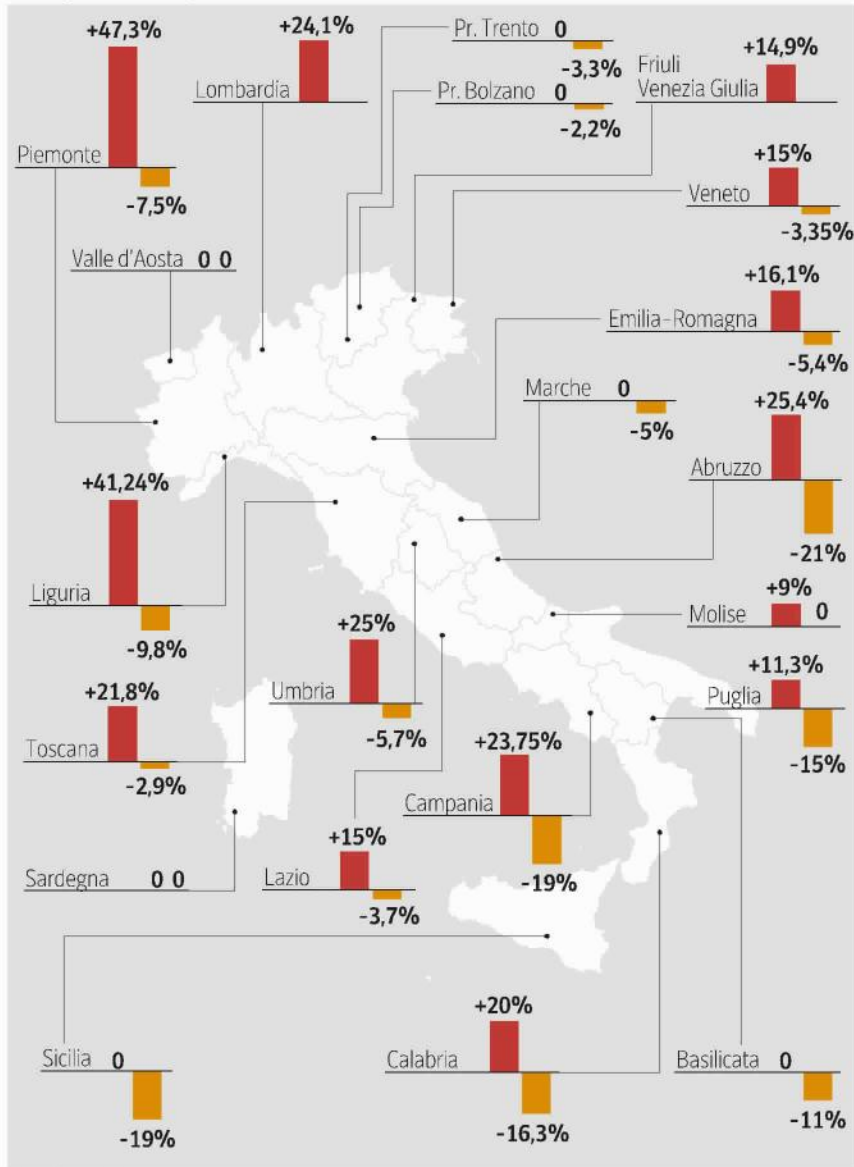 +47,3%
Piemonte
-7,5%
+24,1%
Lombardia
Pr. Trento 0
-3,3%
Pr. Bolzano 0
-2,2%
+14,9%
Friuli
Venezia Giulia
+15%
Veneto
-3,35%
Valle d'Aosta 0 0
+16,1%
Emilia-Romagna
-5,4%
Marche 0
-5%
+25,4%
Abruzzo
-21%
+41,24%
Liguria
-9,8%
+9%
Molise 0
+25%
Umbria
-5,7%
+11,3%
Puglia
-15%
+21,8%
Toscana
-2,9%
+23,75%
Campania
-19%
Sardegna 0 0
+15%
Lazio
-3,7%
Sicilia 0
-19%
+20%
Calabria
-16,3%
Basilicata 0
-11%